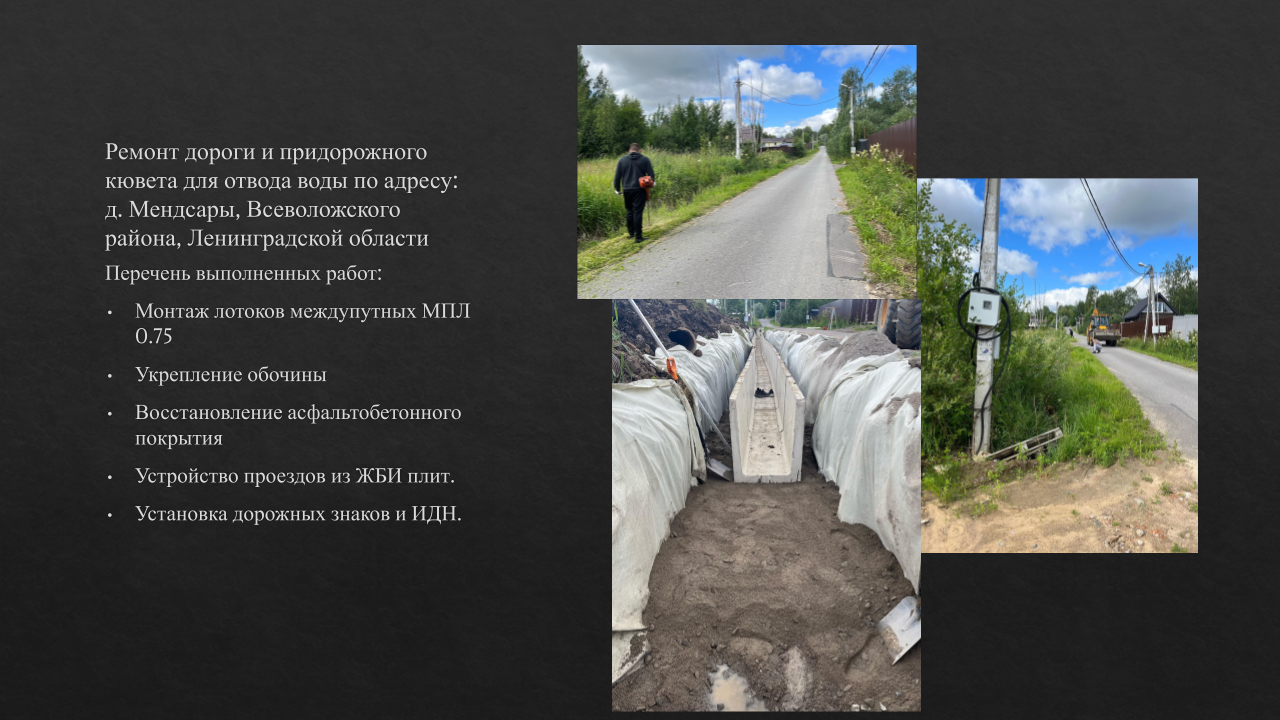 Ремонт дороги и придорожного
кювета для отвода воды по адресу:
д. Мендсары, Всеволожского
района, Ленинградской области
Перечень выполненных работ:
• Монтаж лотоков междупутных МПЛ
0.75
• Укрепление обочины
• Восстановление асфальтобетонного
покрытия
• Устройство проездов из ЖБИ плит.
• Установка дорожных знаков и ИДН.